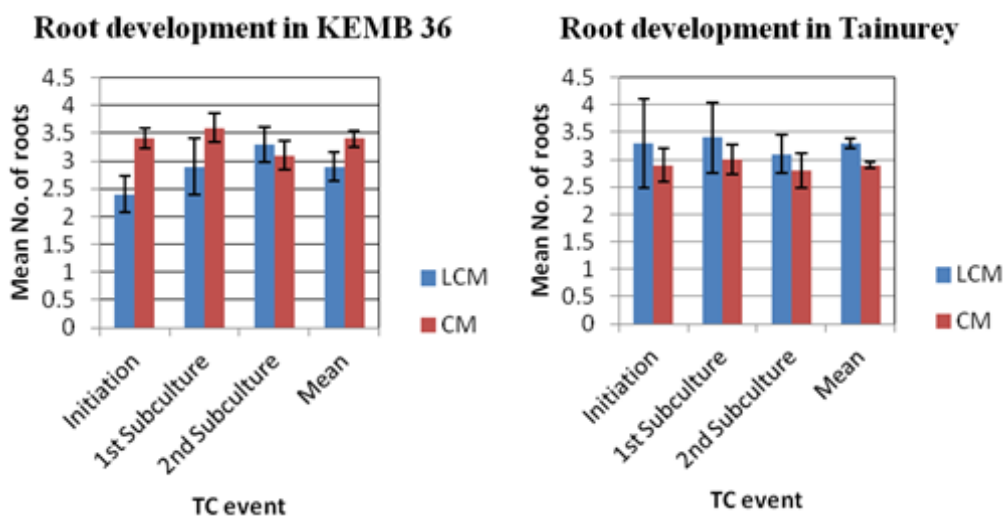 Root development in KEMB 36
Mean No. of roots
4.5
4
3.5
3
2.5
2
1.5
1
0.5
0
Initiation
1st Subculture
2nd Subculture
Mean
TC event
LCM
CM
Root development in Tainurey
Mean No. of roots
4.5
4
3.5
3
2.5
2
1.5
1
0.5
0
Initiation
1st Subculture
2nd Subculture
Mean
TC event
LCM
CM